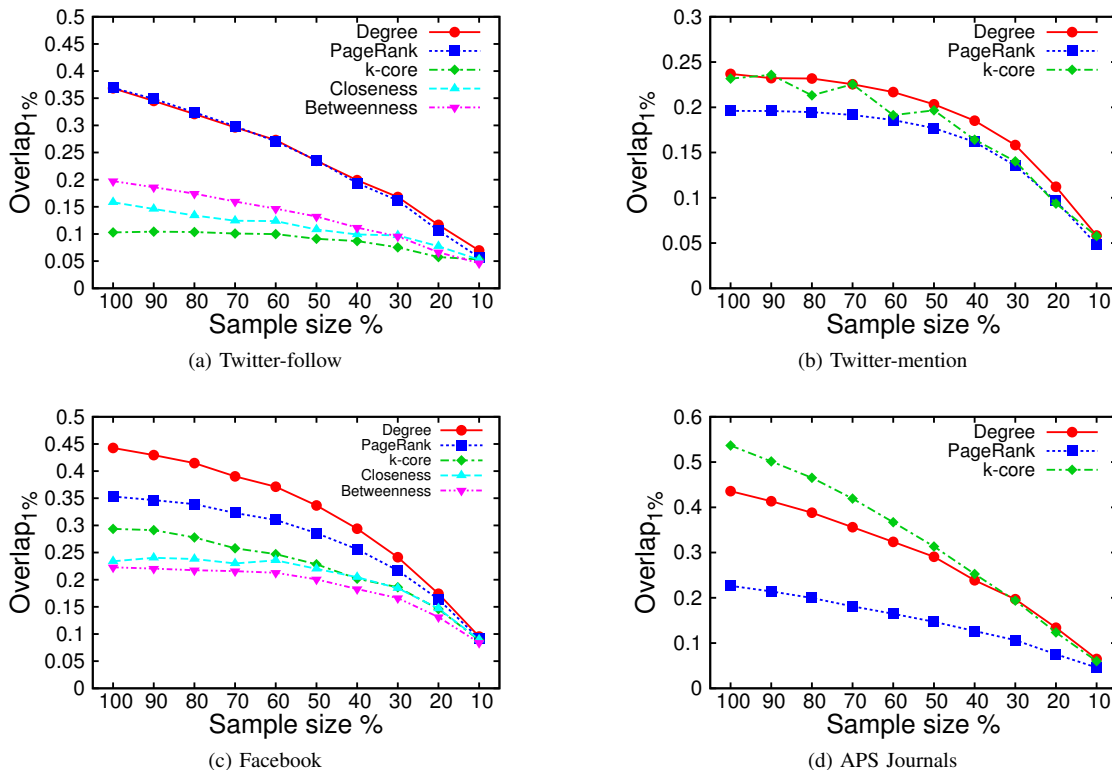 0.5
0.45
0.4
0.35
0.3
0.25
0.2
0.15
0.1
0.05
0
Overlap1%
Degree
PageRank
k-core
Closeness
Betweenness
100 90 80 70 60 50 40 30 20 10
Sample size %
(a) Twitter-follow
0.3
0.25
0.2
0.15
0.1
0.05
0
Overlap1%
Degree
PageRank
k-core
100 90 80 70 60 50 40 30 20 10
Sample size %
(b) Twitter-mention
0.5
0.45
0.4
0.35
0.3
0.25
0.2
0.15
0.1
0.05
0
Overlap1%
Degree
PageRank
k-core
Closeness
Betweenness
100 90 80 70 60 50 40 30 20 10
Sample size %
(c) Facebook
0.6
0.5
0.4
0.3
0.2
0.1
0
Overlap1%
Degree
PageRank
k-core
100 90 80 70 60 50 40 30 20 10
Sample size %
(d) APS Journals